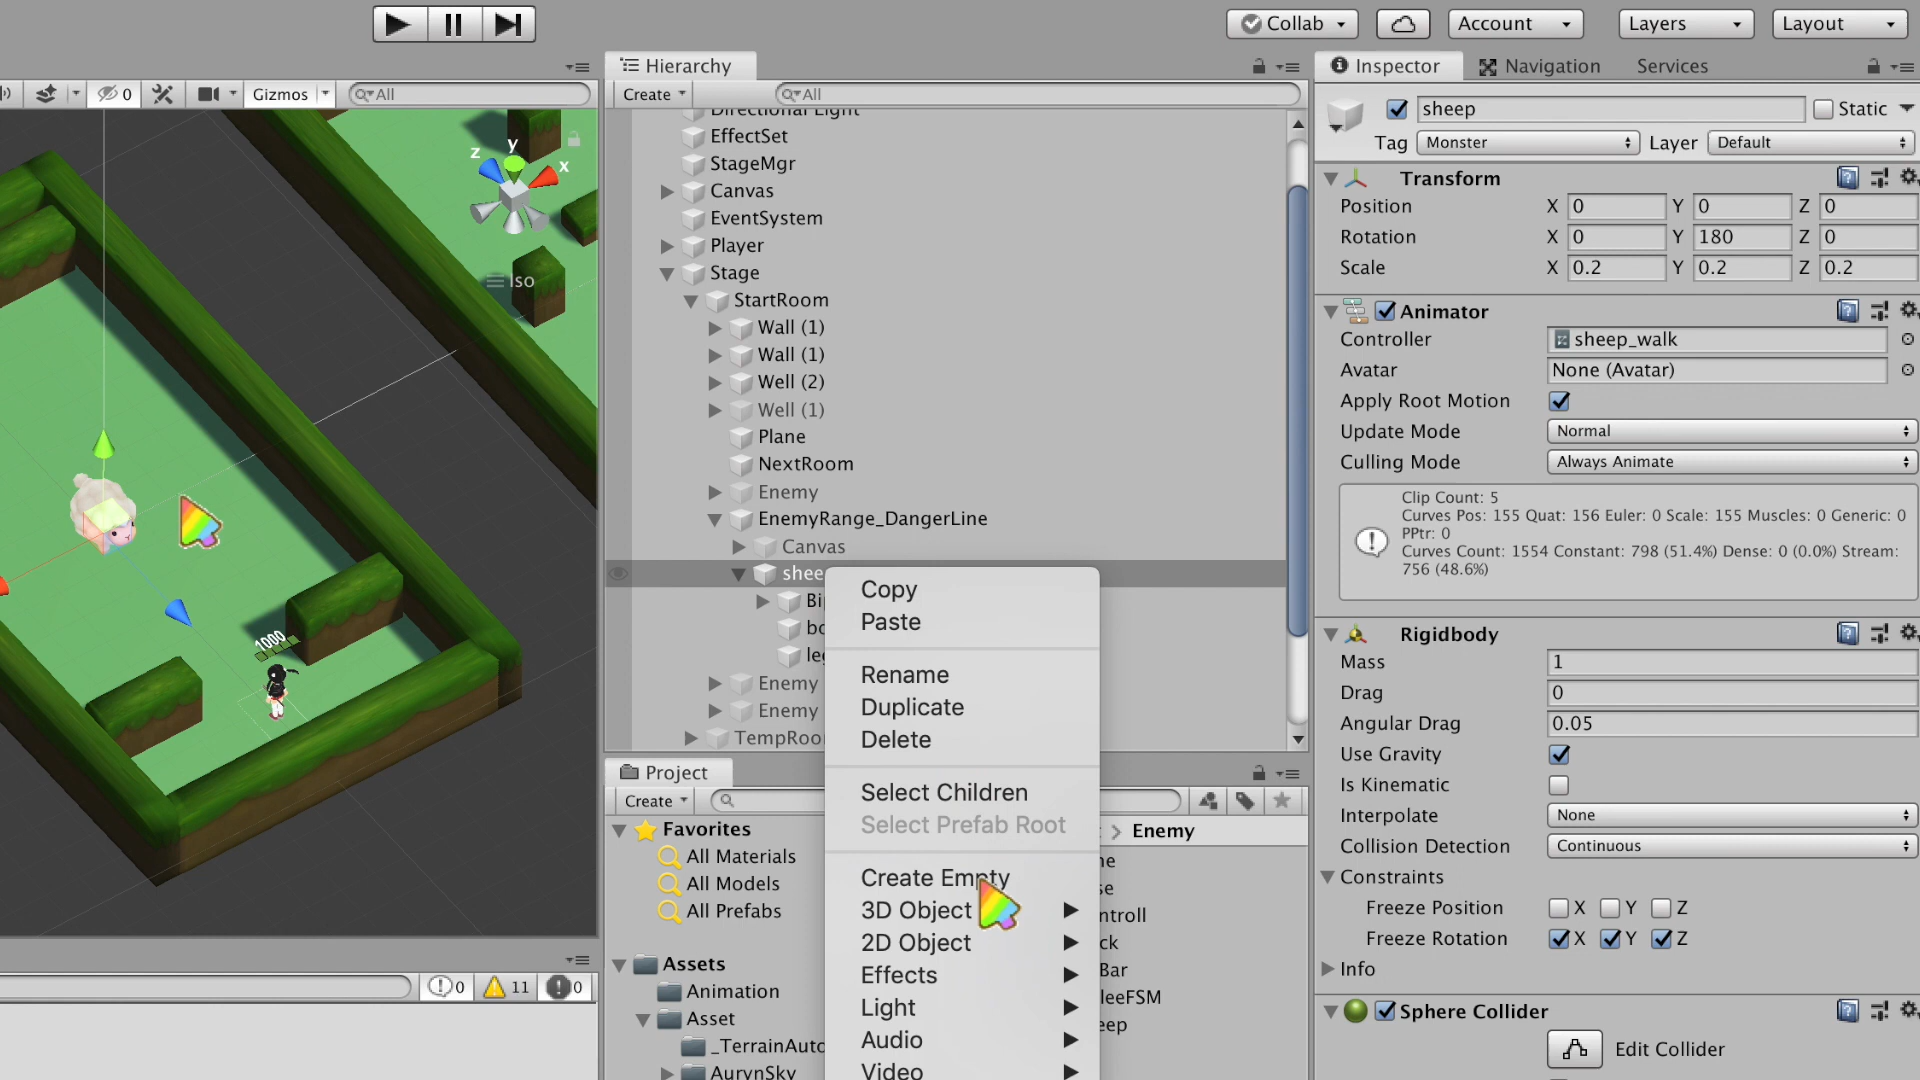 Collab
Account
Layers
Layout
0
Gizmos
All
y
z
x
Iso
1000
0
11
0
Hierarchy
Create
All
Directional Light
EffectSet
StageMgr
Canvas
EventSystem
Player
Stage
StartRoom
Wall (1)
Wall (1)
Well (2)
Well (1)
Plane
NextRoom
Enemy
EnemyRange_DangerLine
Canvas
Enemy
Enemy
Copy
Paste
Rename
Duplicate
Delete
Select Children
Select Prefab Root
Create Empty
3D Object
2D Object
Effects
Light
Audio
Video
Project
Create
Favorites
All Materials
All Models
All Prefabs
Assets
Animation
Asset
AurynSky
Enemy
Inspector
Navigation
Services
sheep
Static
Tag Monster Layer Default
Transform
Position X 0 Y 0 Z 0
Rotation X 0 Y 180 Z 0
Scale X 0.2 Y 0.2 Z 0.2
Animator
Controller sheep_walk
Avatar None (Avatar)
Apply Root Motion
Update Mode Normal
Culling Mode Always Animate
Clip Count: 5
Curves Pos: 155 Quat: 156 Euler: 0 Scale: 155 Muscles: 0 Generic: 0
PPtr: 0
Curves Count: 1554 Constant: 798 (51.4%) Dense: 0 (0.0%) Stream:
756 (48.6%)
Rigidbody
Mass 1
Drag 0
Angular Drag 0.05
Use Gravity
Is Kinematic
Interpolate None
Collision Detection Continuous
Constraints
Freeze Position X Y Z
Freeze Rotation X Y Z
Info
Sphere Collider
Edit Collider